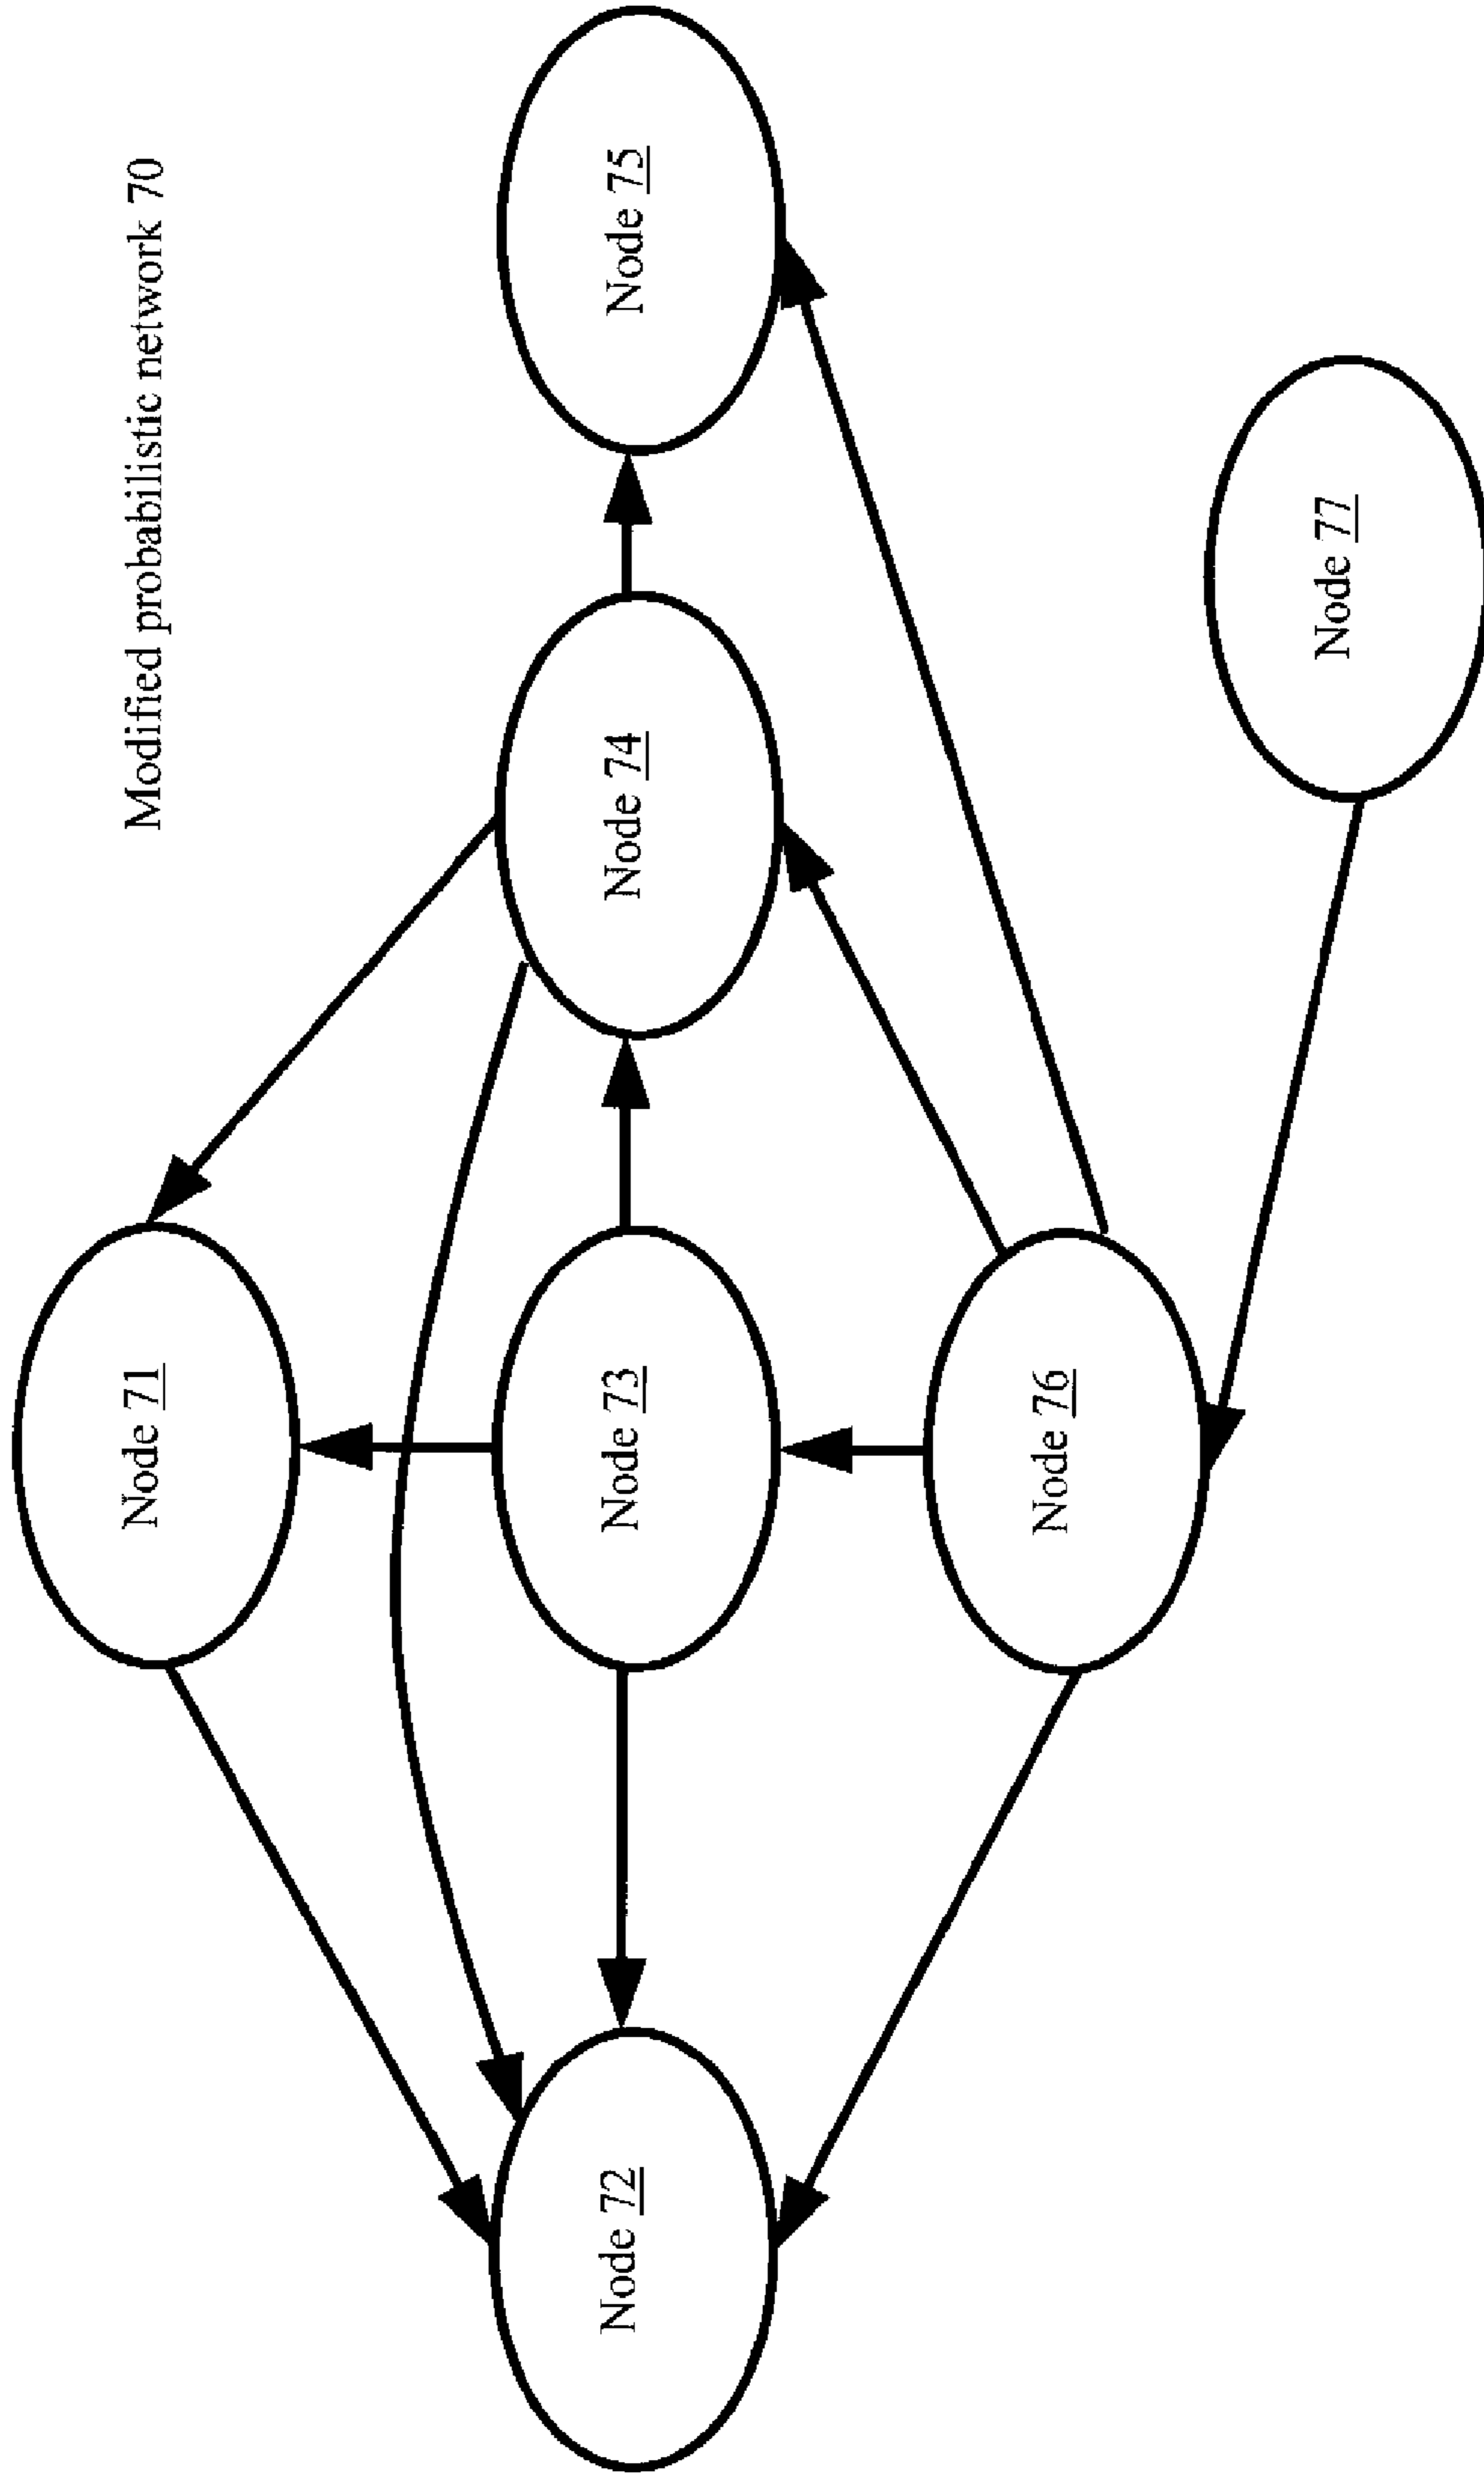 Modified probabilistic network 70
Node 71
Node 72
Node 73
Node 74
Node 75
Node 76
Node 77